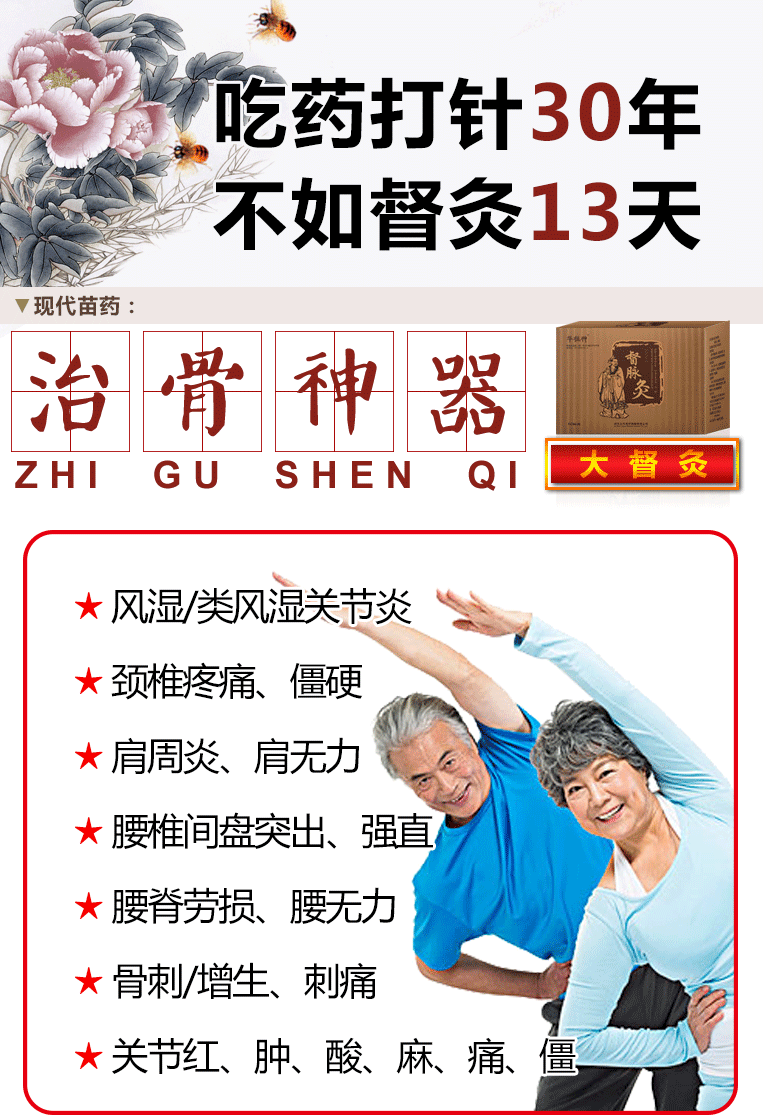 吃药打针30年
不如督灸13天
▼现代苗药：
治骨神器
ZHI GU SHEN QI
督脉灸
大督灸
★ 风湿/类风湿关节炎
★ 颈椎疼痛、僵硬
★ 肩周炎、肩无力
★ 腰椎间盘突出、强直
★ 腰脊劳损、腰无力
★ 骨刺/增生、刺痛
★ 关节红、肿、酸、麻、痛、僵